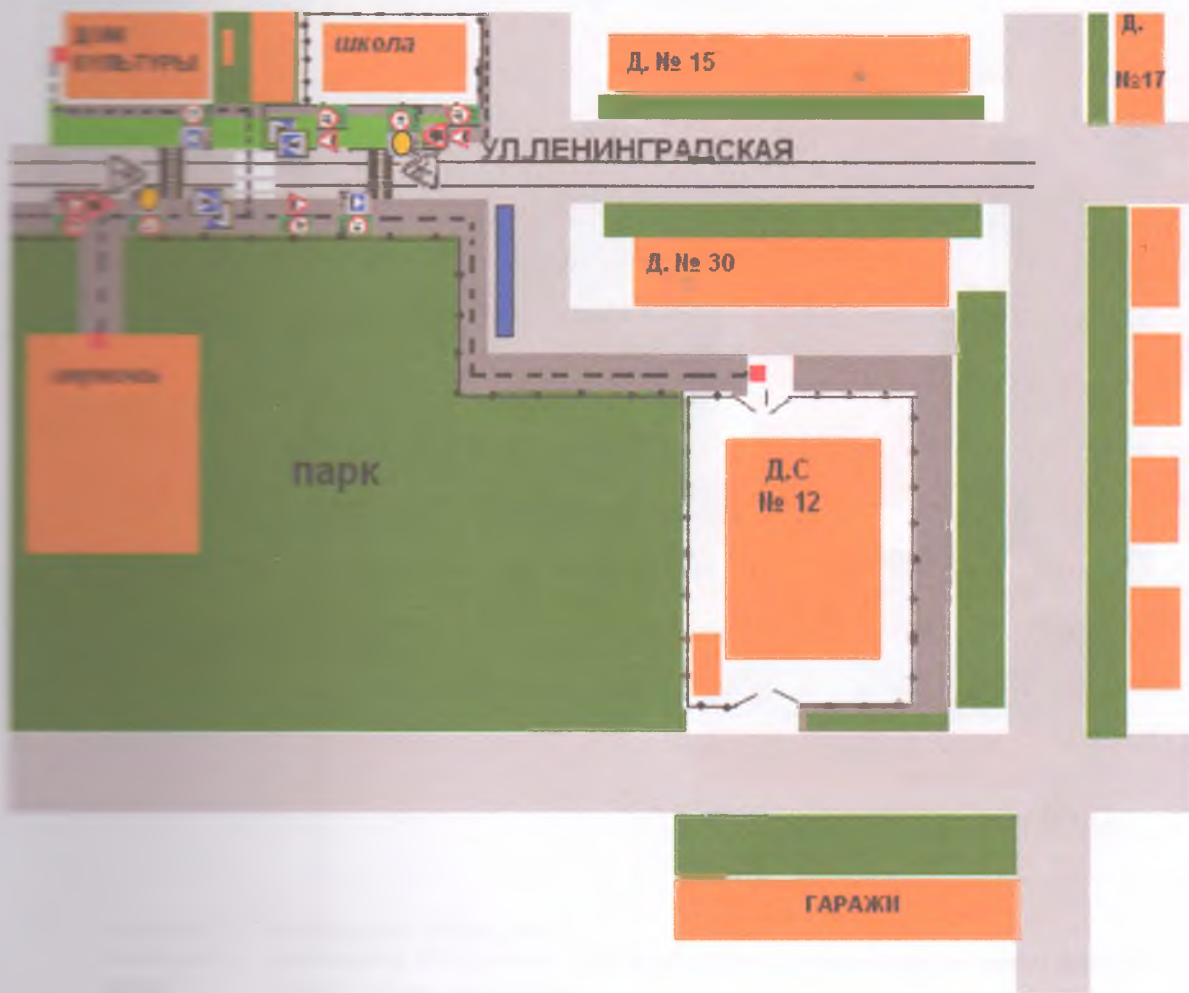 ДОМ
КУЛЬТУРЫ
школа
Д. № 15
Д.
№17
УЛ.ЛЕНИНГРАДСКАЯ
Д. № 30
парк
Д.С
№ 12
ГАРАЖИ